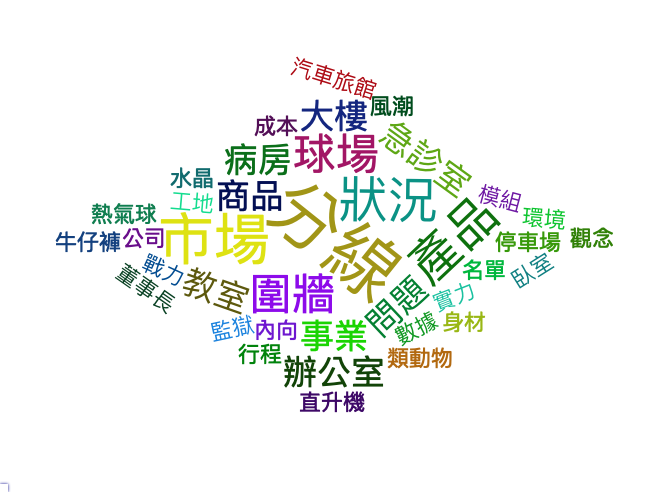 汽車旅館
風潮
大樓
成本
急診室
球場
病房
水晶
商品
狀況
模組
工地
分線
環境
熱氣球
市場
產品
停車場
觀念
牛仔褲
公司
戰力
名單
臥室
董事長
教室
圍牆
問題
實力
監獄
內向
事業
數據
身材
行程
辦公室
類動物
直升機